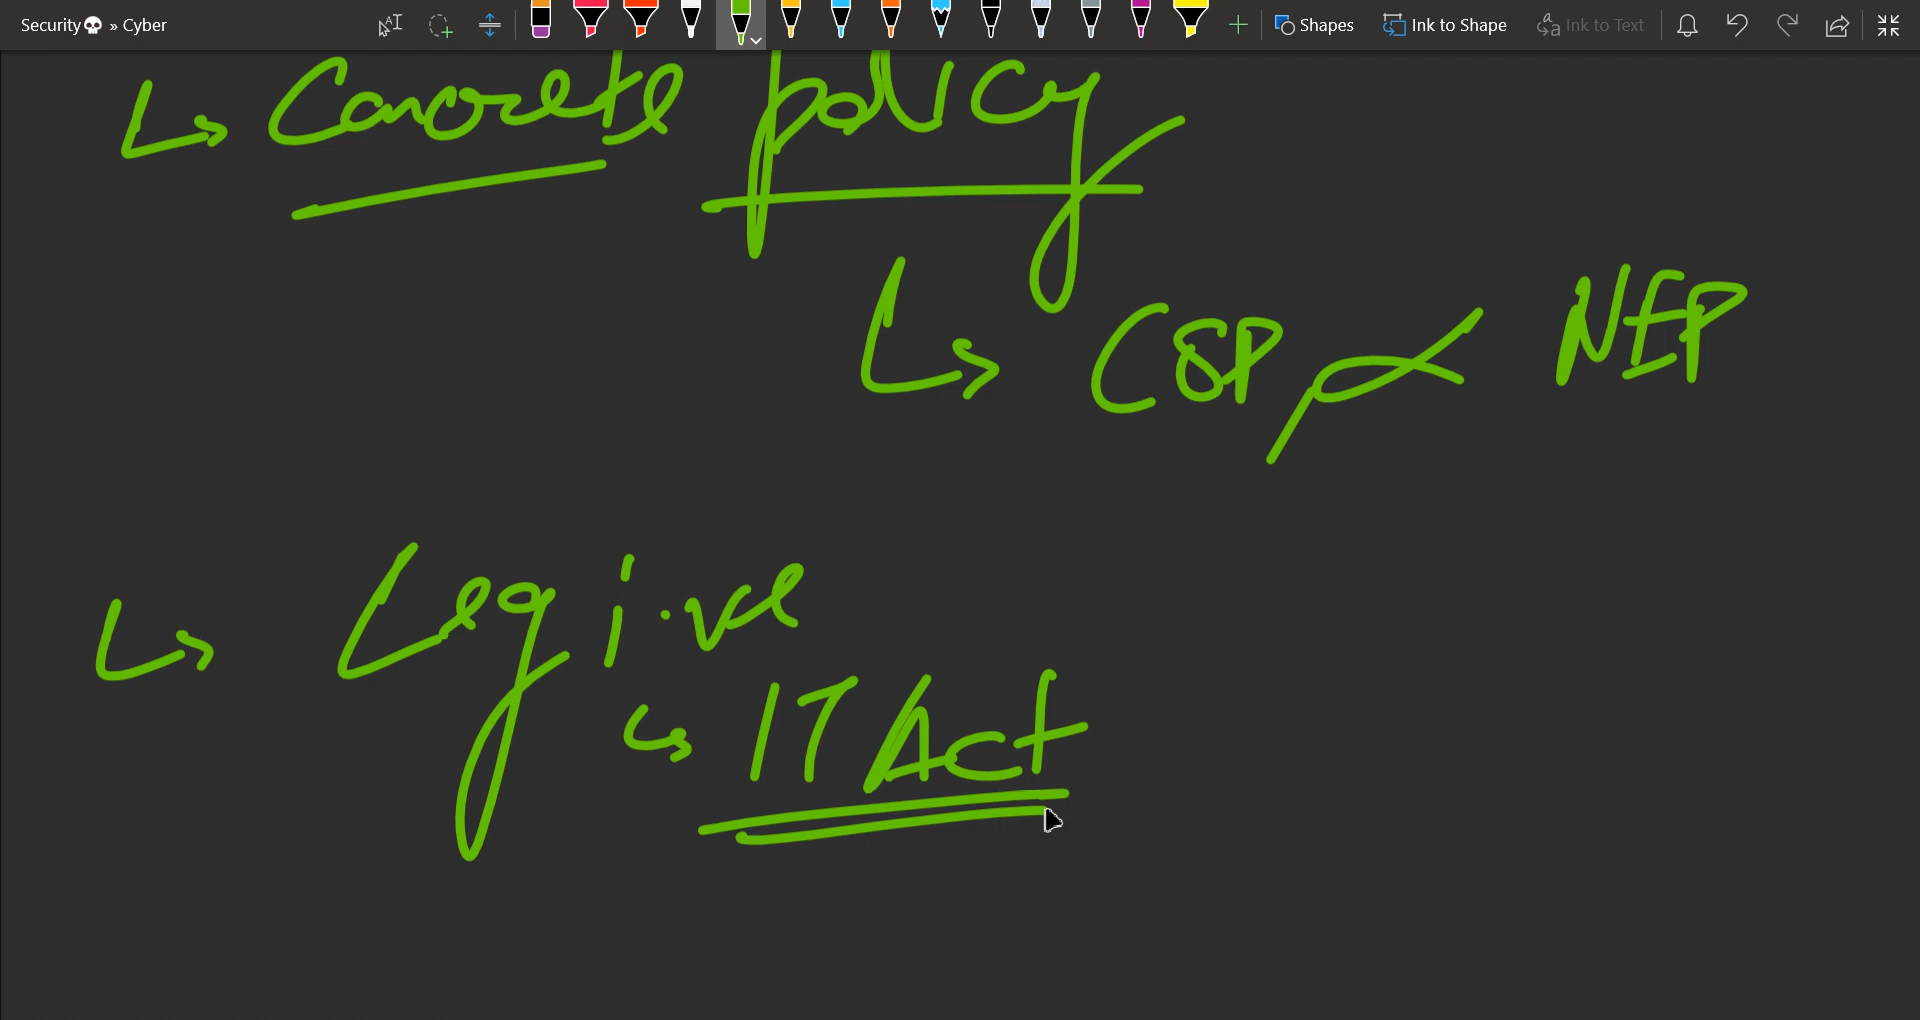 Security💀 » Cyber Shapes Ink to Shape Ink to Text
↳ Concrete policy
↳ CSP, NEP
↳ Legi.ve
↳ IT Act